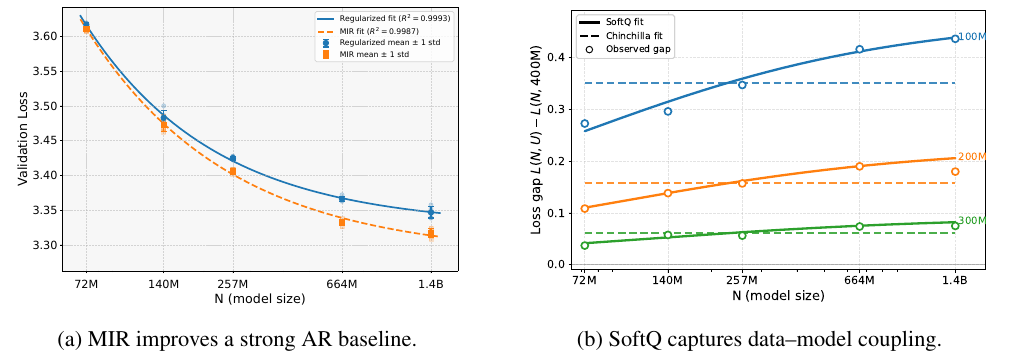 Regularized fit (R² = 0.9993)
MIR fit (R² = 0.9987)
Regularized mean ± 1 std
MIR mean ± 1 std
Validation Loss
3.60
3.55
3.50
3.45
3.40
3.35
3.30
72M 140M 257M 664M 1.4B
N (model size)
(a) MIR improves a strong AR baseline.
SoftQ fit
Chinchilla fit
Observed gap
Loss gap L(N, U) − L(N, 400M)
0.4
0.3
0.2
0.1
0.0
100M
200M
300M
72M 140M 257M 664M 1.4B
N (model size)
(b) SoftQ captures data–model coupling.